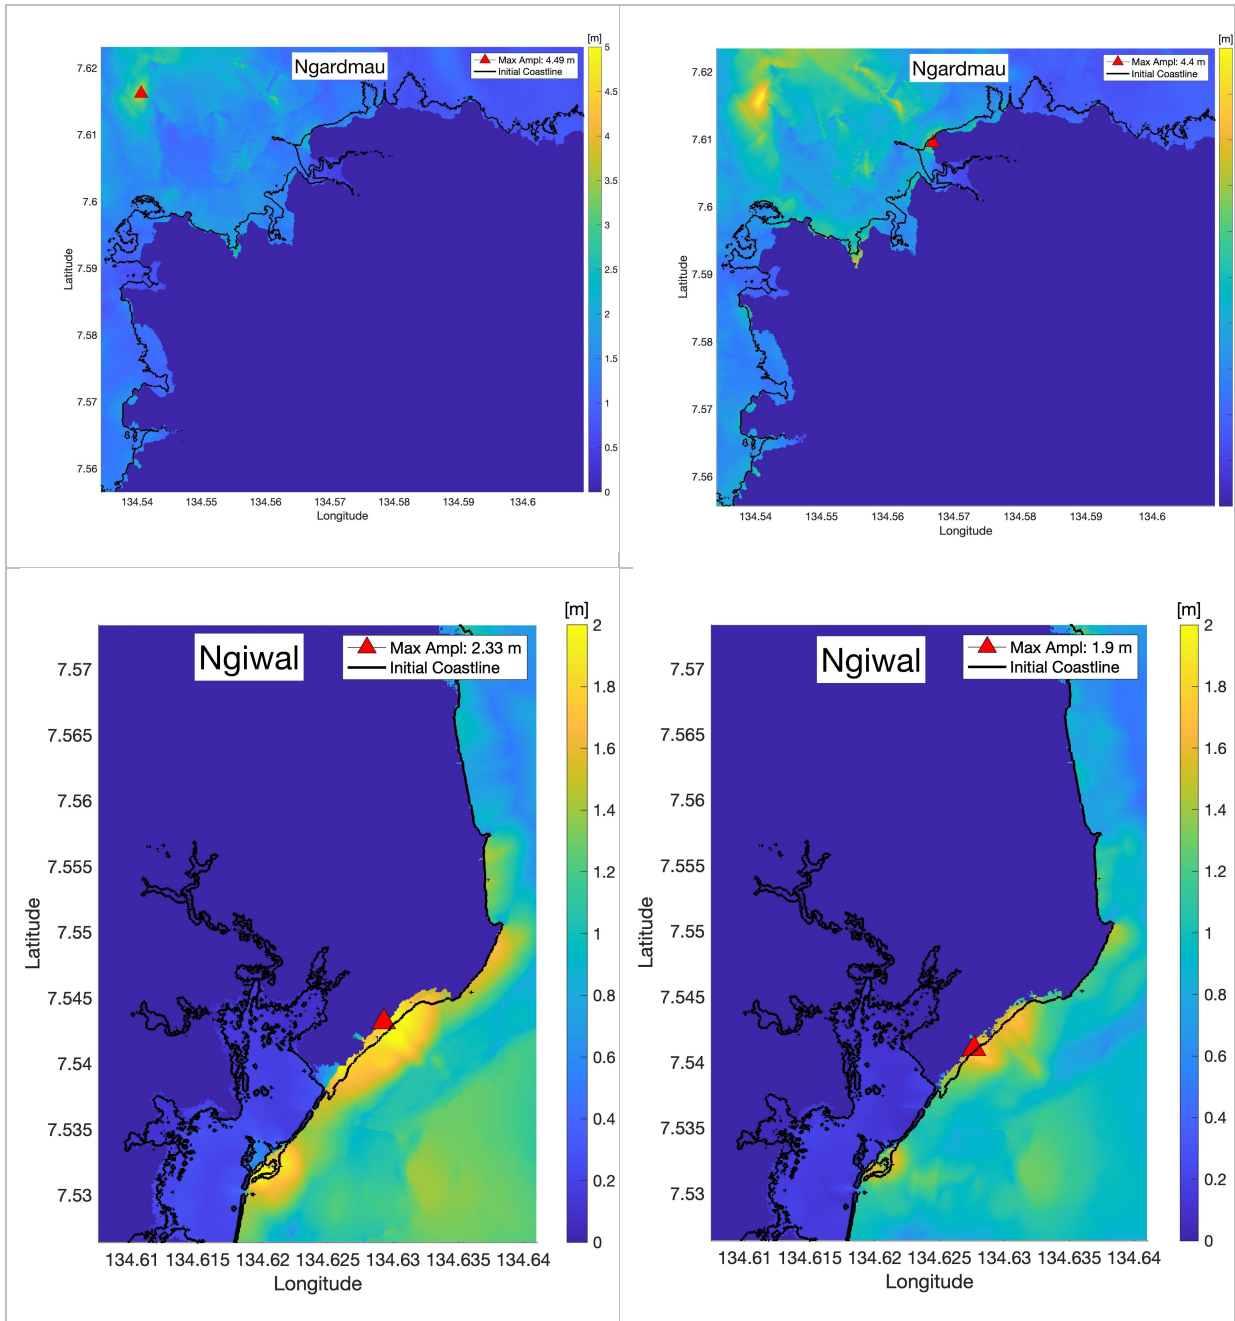 [m]
Ngardmau
Max Ampl: 4.49 m
Initial Coastline
5
4.5
4
3.5
3
2.5
2
1.5
1
0.5
0
7.62
7.61
7.6
7.59
7.58
7.57
7.56
Latitude
134.54 134.55 134.56 134.57 134.58 134.59 134.6
Longitude
[m]
Ngardmau
Max Ampl: 4.4 m
Initial Coastline
7.62
7.61
7.6
7.59
7.58
7.57
7.56
Latitude
134.54 134.55 134.56 134.57 134.58 134.59 134.6
Longitude
[m]
Ngiwal
Max Ampl: 2.33 m
Initial Coastline
2
1.8
1.6
1.4
1.2
1
0.8
0.6
0.4
0.2
0
7.57
7.565
7.56
7.555
7.55
7.545
7.54
7.535
7.53
Latitude
134.61 134.615 134.62 134.625 134.63 134.635 134.64
Longitude
[m]
Ngiwal
Max Ampl: 1.9 m
Initial Coastline
2
1.8
1.6
1.4
1.2
1
0.8
0.6
0.4
0.2
0
7.57
7.565
7.56
7.555
7.55
7.545
7.54
7.535
7.53
Latitude
134.61 134.615 134.62 134.625 134.63 134.635 134.64
Longitude